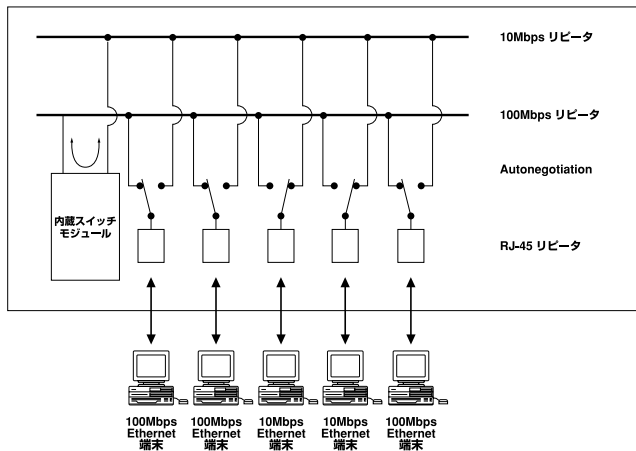 10Mbps リピータ
100Mbps リピータ
Autonegotiation
内蔵スイッチ
モジュール
RJ-45 リピータ
100Mbps
Ethernet
端末
100Mbps
Ethernet
端末
10Mbps
Ethernet
端末
10Mbps
Ethernet
端末
100Mbps
Ethernet
端末